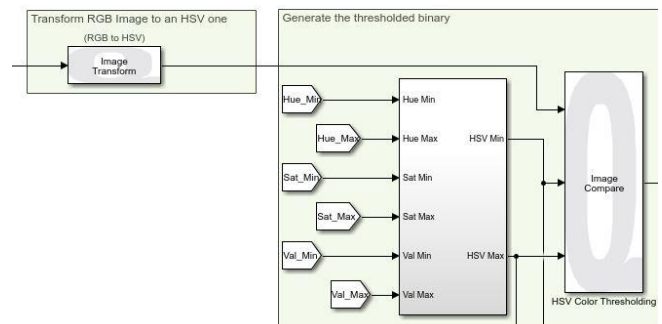 Transform RGB Image to an HSV one
(RGB to HSV)
Image
Transform
Generate the thresholded binary
Hue_Min
Hue Min
Hue_Max
Hue Max
HSV Min
Sat_Min
Sat Min
Sat_Max
Sat Max
Val_Min
Val Min
HSV Max
Val_Max
Val Max
Image
Compare
HSV Color Thresholding